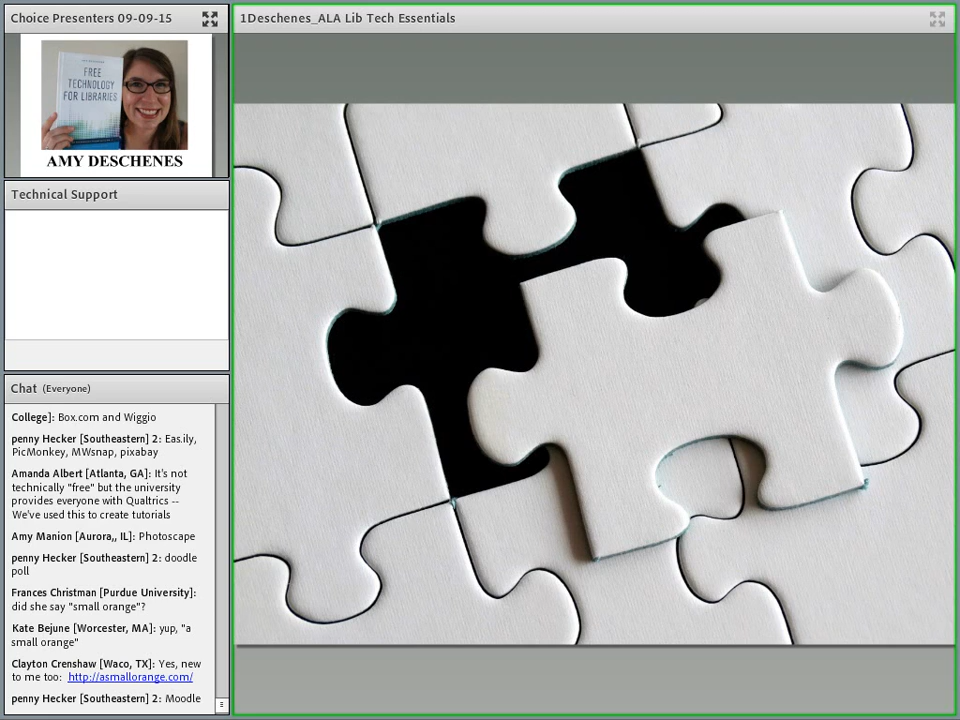 Choice Presenters 09-09-15
FREE
TECHNOLOGY
FOR LIBRARIES
AMY DESCHENES
Technical Support
Chat (Everyone)
College]: Box.com and Wiggio
penny Hecker [Southeastern] 2: Eas.ily,
PicMonkey, MWsnap, pixabay
Amanda Albert [Atlanta, GA]: It's not
technically "free" but the university
provides everyone with Qualtrics --
We've used this to create tutorials
Amy Manion [Aurora,, IL]: Photoscape
penny Hecker [Southeastern] 2: doodle
poll
Frances Christman [Purdue University]:
did she say "small orange"?
Kate Bejune [Worcester, MA]: yup, "a
small orange"
Clayton Crenshaw [Waco, TX]: Yes, new
to me too: http://asmallorange.com/
penny Hecker [Southeastern] 2: Moodle
1Deschenes_ALA Lib Tech Essentials